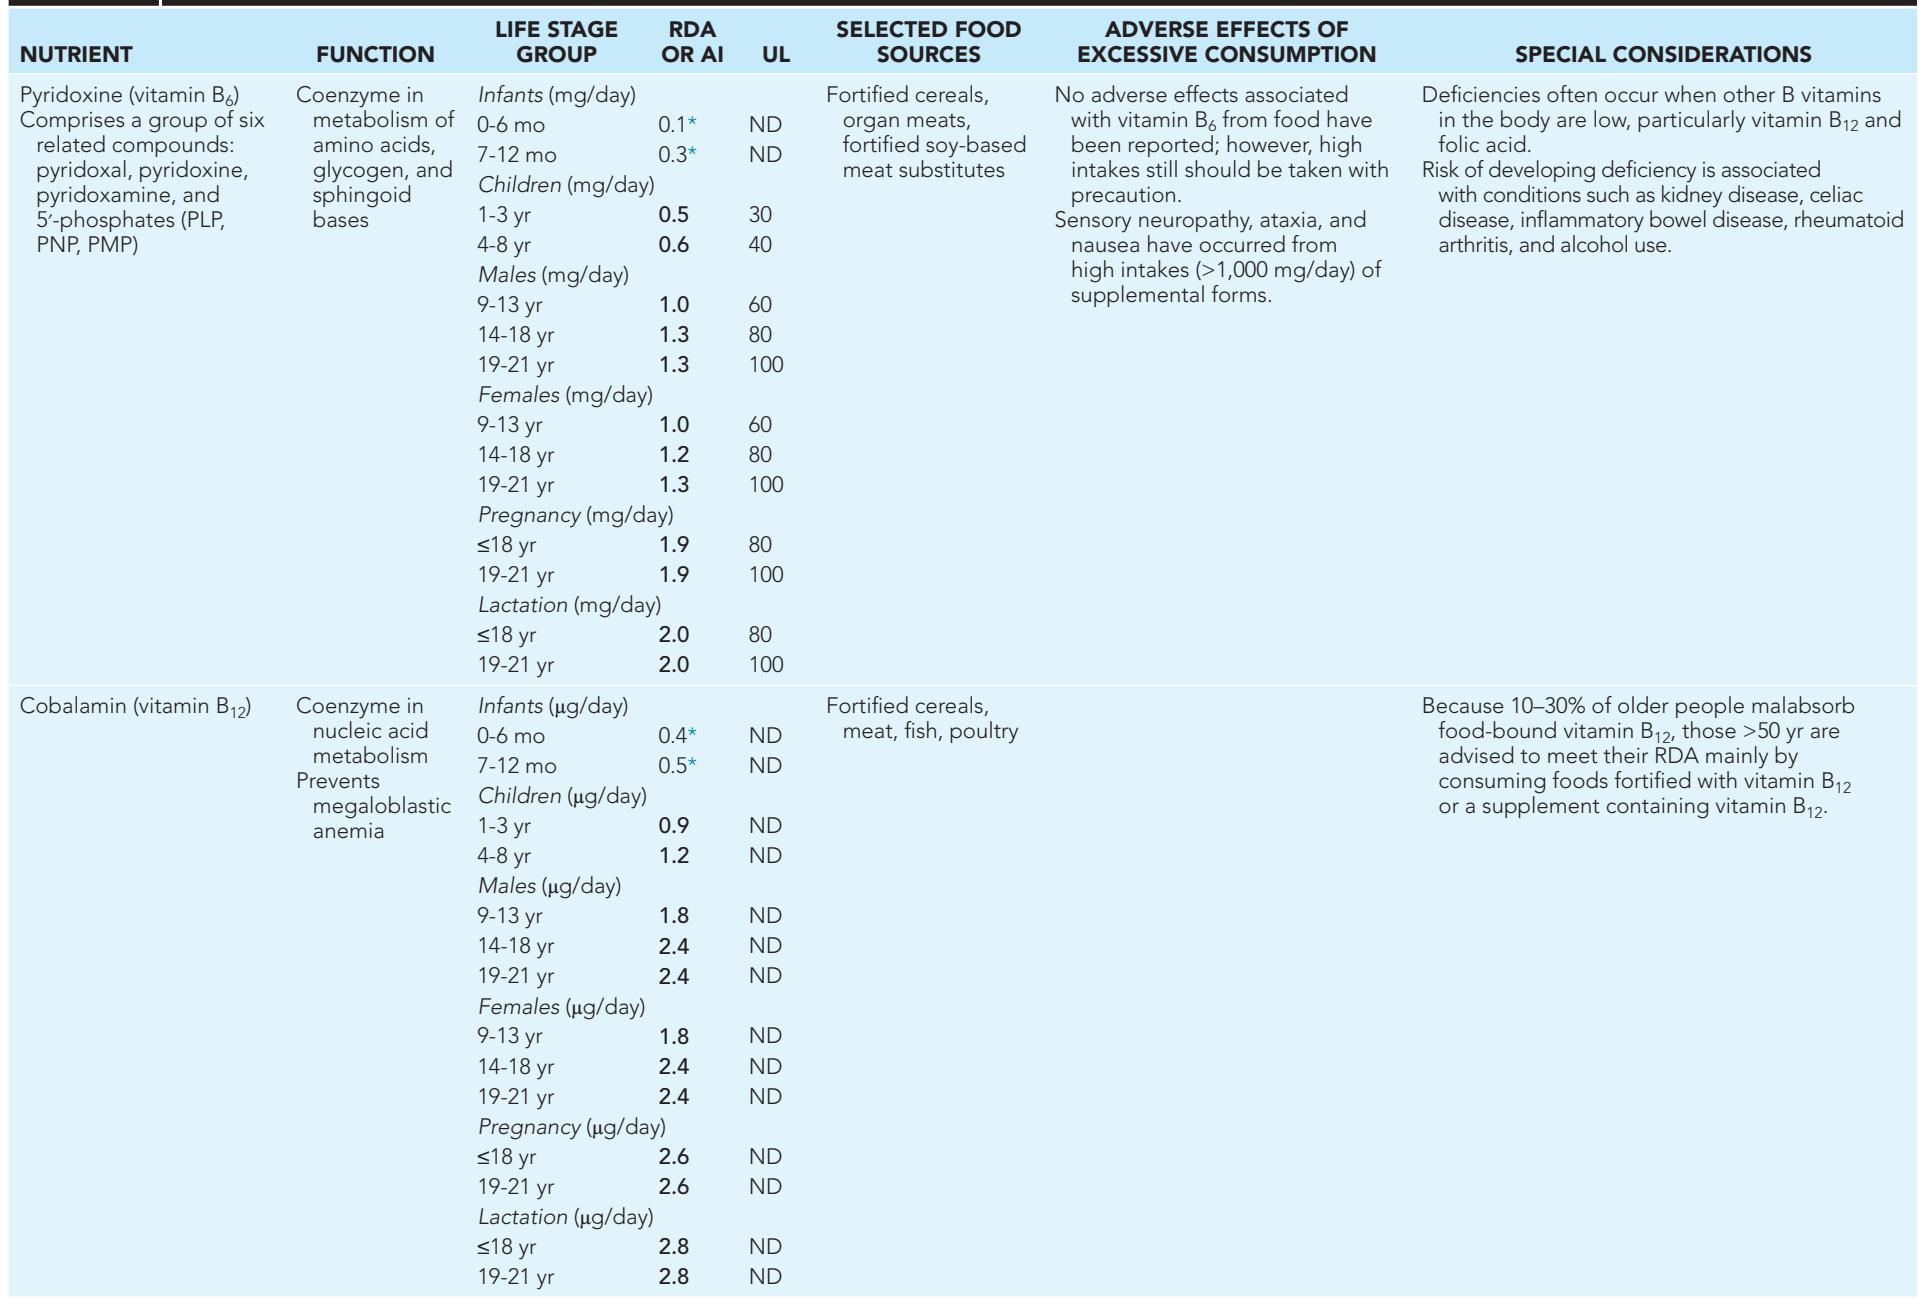 NUTRIENT FUNCTION LIFE STAGE GROUP RDA OR AI UL SELECTED FOOD SOURCES ADVERSE EFFECTS OF EXCESSIVE CONSUMPTION SPECIAL CONSIDERATIONS
Pyridoxine (vitamin B6)
Comprises a group of six
related compounds:
pyridoxal, pyridoxine,
pyridoxamine, and
5′-phosphates (PLP,
PNP, PMP)
Coenzyme in
metabolism of
amino acids,
glycogen, and
sphingoid
bases
Infants (mg/day)
0-6 mo 0.1* ND
7-12 mo 0.3* ND
Children (mg/day)
1-3 yr 0.5 30
4-8 yr 0.6 40
Males (mg/day)
9-13 yr 1.0 60
14-18 yr 1.3 80
19-21 yr 1.3 100
Females (mg/day)
9-13 yr 1.0 60
14-18 yr 1.2 80
19-21 yr 1.3 100
Pregnancy (mg/day)
≤18 yr 1.9 80
19-21 yr 1.9 100
Lactation (mg/day)
≤18 yr 2.0 80
19-21 yr 2.0 100
Fortified cereals,
organ meats,
fortified soy-based
meat substitutes
No adverse effects associated
with vitamin B6 from food have
been reported; however, high
intakes still should be taken with
precaution.
Sensory neuropathy, ataxia, and
nausea have occurred from
high intakes (>1,000 mg/day) of
supplemental forms.
Deficiencies often occur when other B vitamins
in the body are low, particularly vitamin B12 and
folic acid.
Risk of developing deficiency is associated
with conditions such as kidney disease, celiac
disease, inflammatory bowel disease, rheumatoid
arthritis, and alcohol use.
Cobalamin (vitamin B12)
Coenzyme in
nucleic acid
metabolism
Prevents
megaloblastic
anemia
Infants (μg/day)
0-6 mo 0.4* ND
7-12 mo 0.5* ND
Children (μg/day)
1-3 yr 0.9 ND
4-8 yr 1.2 ND
Males (μg/day)
9-13 yr 1.8 ND
14-18 yr 2.4 ND
19-21 yr 2.4 ND
Females (μg/day)
9-13 yr 1.8 ND
14-18 yr 2.4 ND
19-21 yr 2.4 ND
Pregnancy (μg/day)
≤18 yr 2.6 ND
19-21 yr 2.6 ND
Lactation (μg/day)
≤18 yr 2.8 ND
19-21 yr 2.8 ND
Fortified cereals,
meat, fish, poultry
Because 10–30% of older people malabsorb
food-bound vitamin B12, those >50 yr are
advised to meet their RDA mainly by
consuming foods fortified with vitamin B12
or a supplement containing vitamin B12.